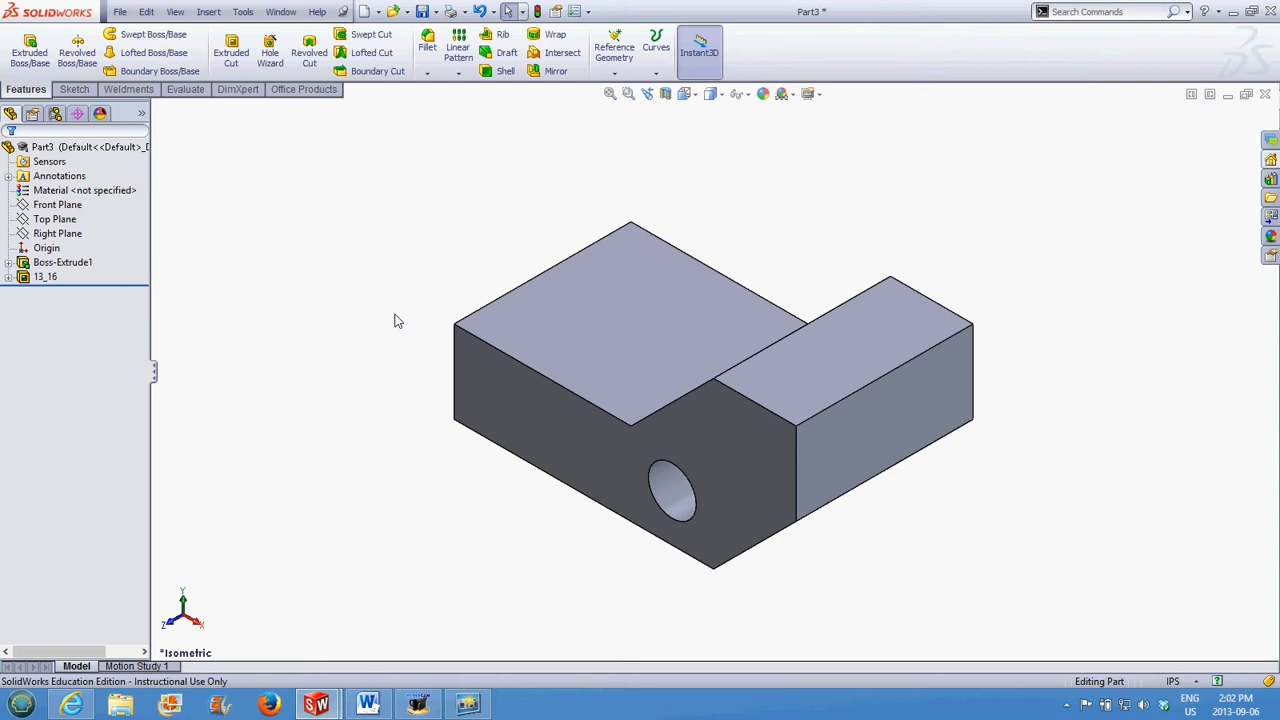 SOLIDWORKS File Edit View Insert Tools Window Help Part3 * Search Commands
Extruded Boss/Base
Revolved Boss/Base
Swept Boss/Base
Lofted Boss/Base
Boundary Boss/Base
Extruded Cut
Hole Wizard
Revolved Cut
Swept Cut
Lofted Cut
Boundary Cut
Fillet
Linear Pattern
Rib
Draft
Shell
Wrap
Intersect
Mirror
Reference Geometry
Curves
Instant3D
Features Sketch Weldments Evaluate DimXpert Office Products
Part3 (Default<<Default>_D
Sensors
Annotations
Material <not specified>
Front Plane
Top Plane
Right Plane
Origin
Boss-Extrude1
13_16
Y
Z X
*Isometric
Model Motion Study 1
SolidWorks Education Edition - Instructional Use Only Editing Part IPS
ENG 2:02 PM
US 2013-09-06